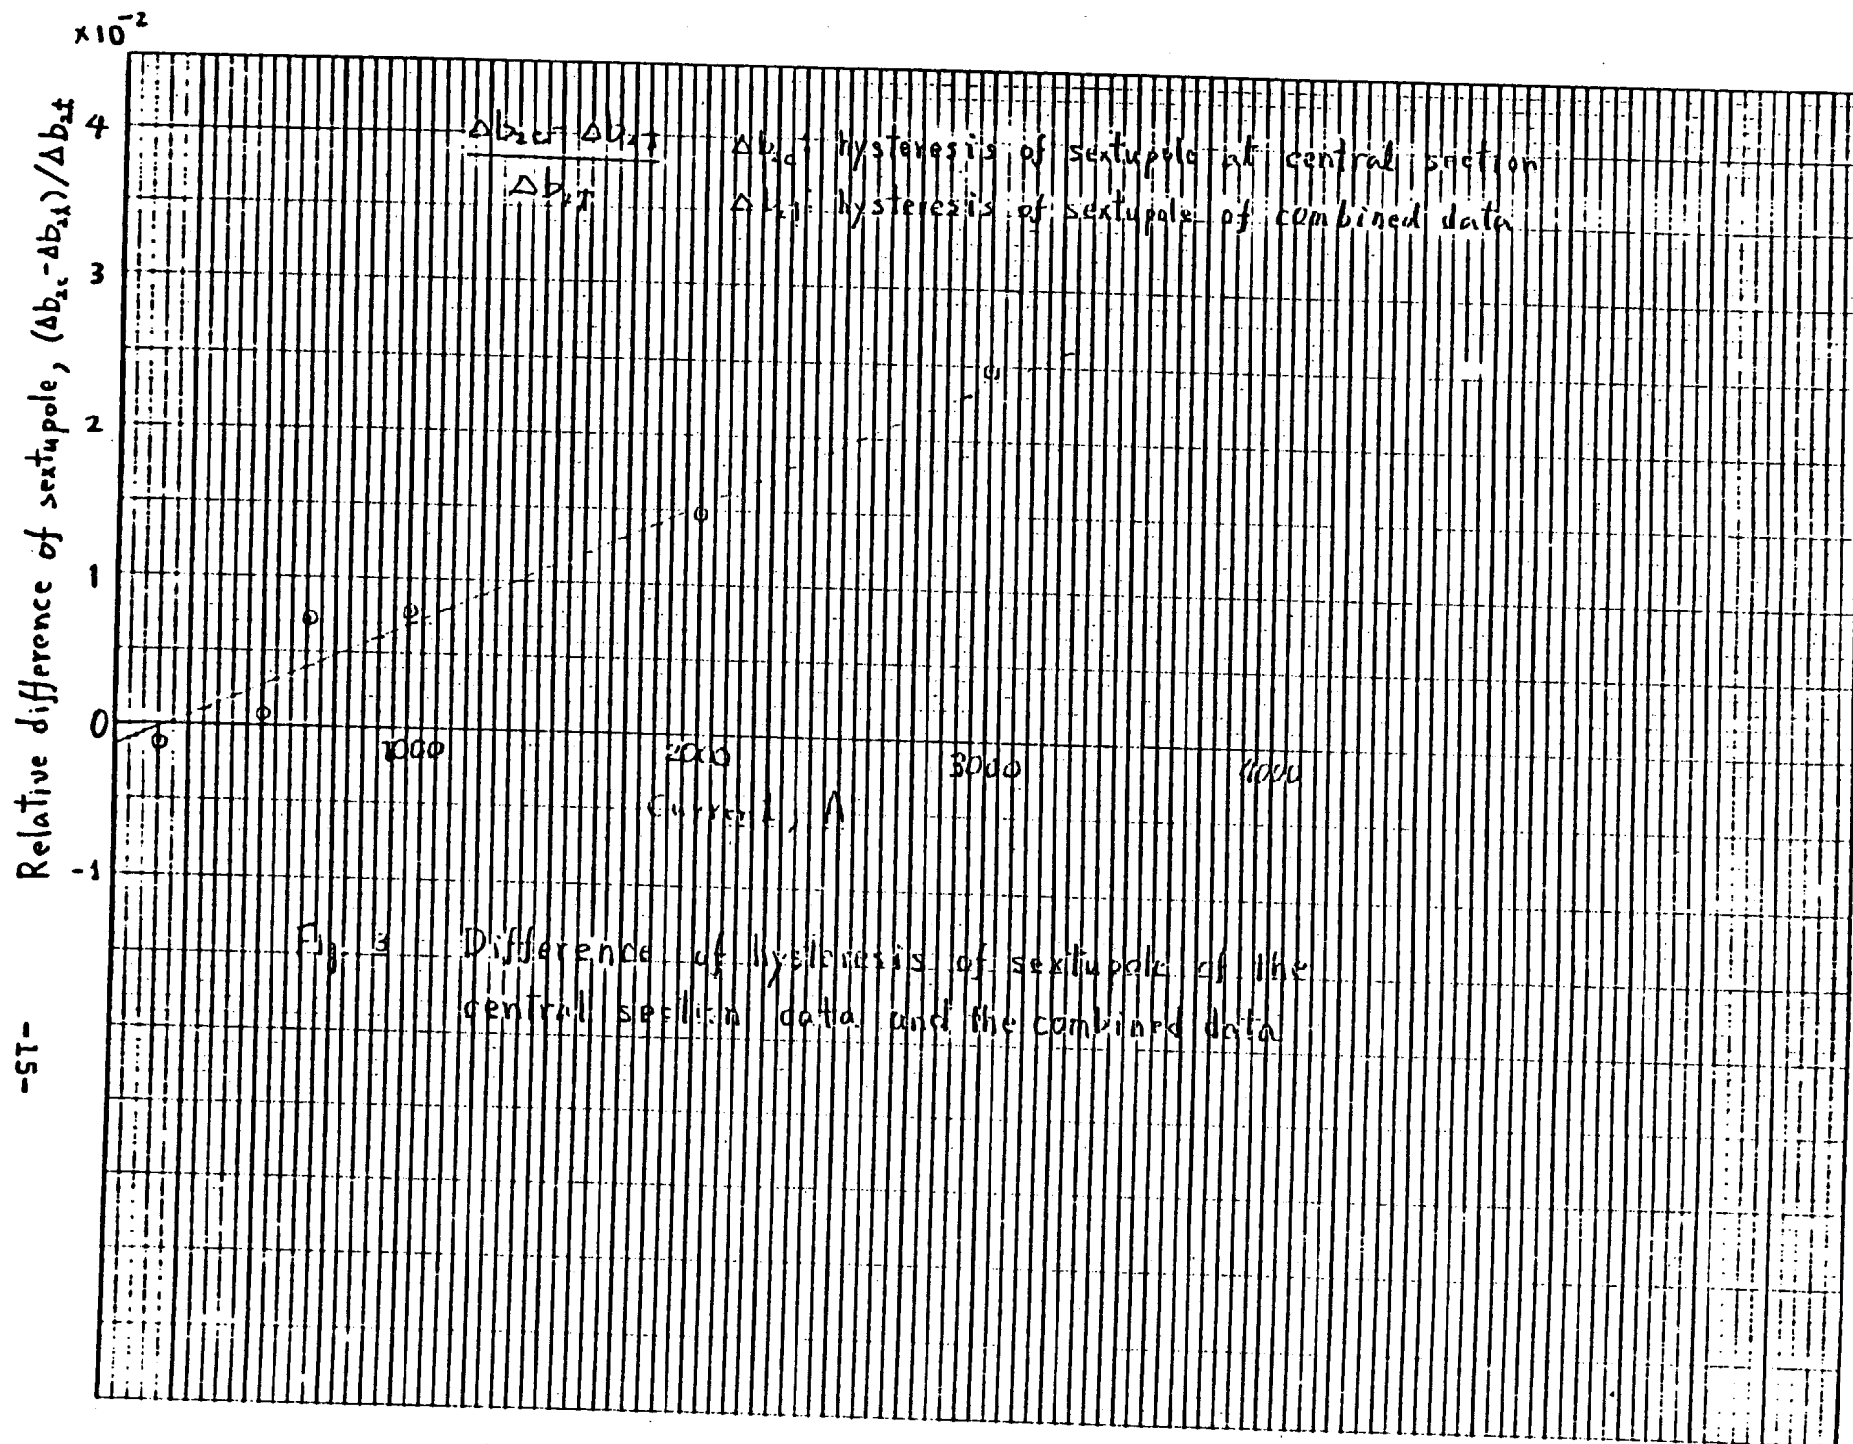 ×10⁻²
Relative difference of sextupole, (Δb₂c-Δb₂t)/Δb₂t
4
3
2
1
0
-1
Δb₂c - Δb₂T
Δb₂T
Δb₂c: hysteresis of sextupole at central section
Δb₂T: hysteresis of sextupole of combined data
1000
2000
3000
4000
Current, A
Fig. 3 Difference of hysteresis of sextupole of the
central section data and the combined data
-15-